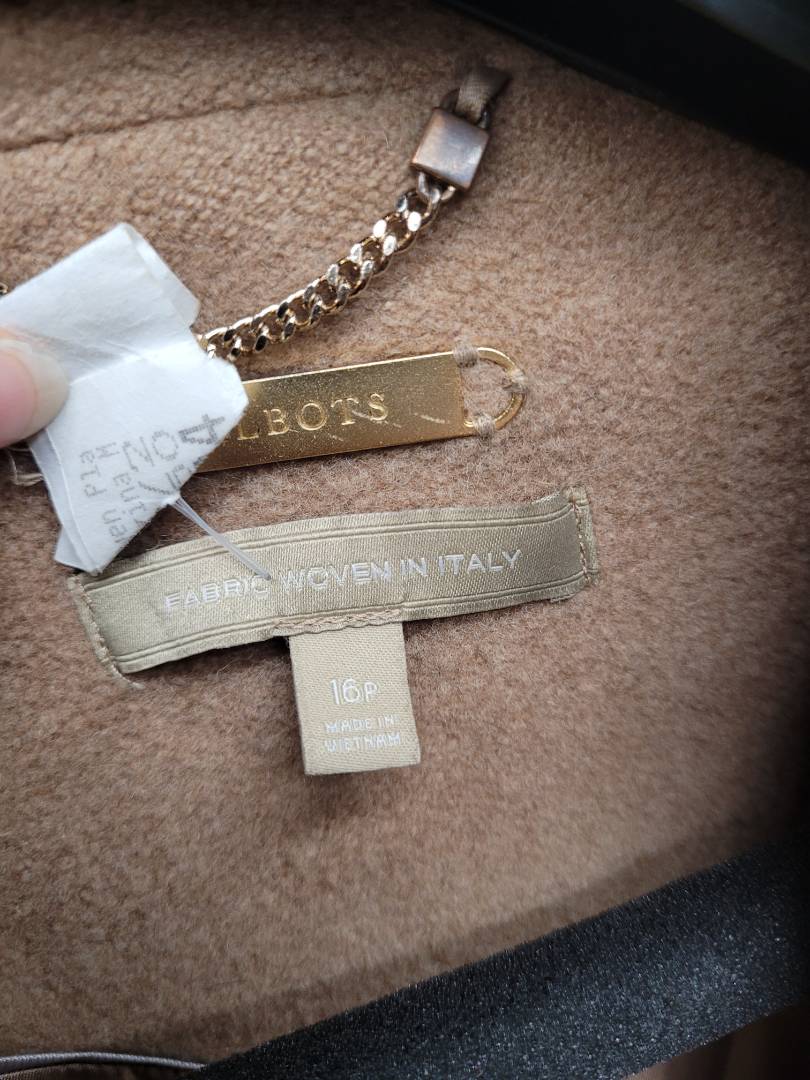 LBOTS
FABRIC WOVEN IN ITALY
16P
MADE IN
VIETNAM